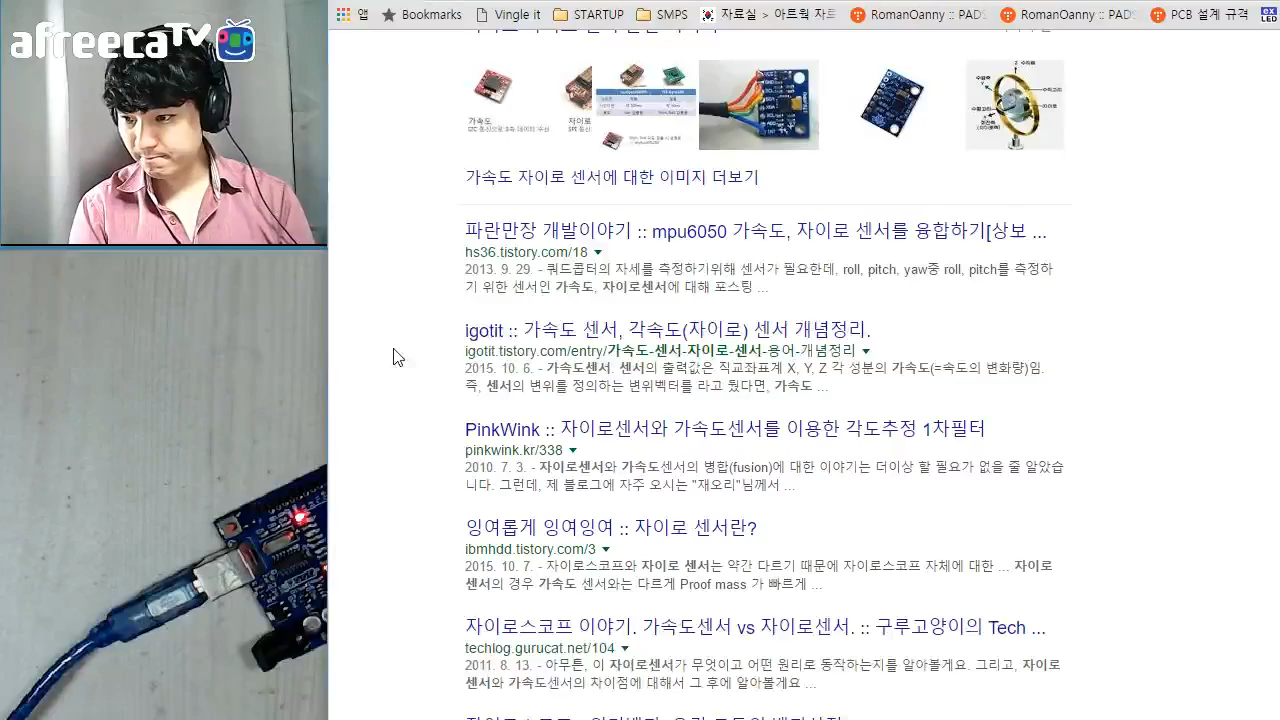 afreecaTV
앱
Bookmarks
Vingle it
STARTUP
SMPS
자료실 > 아트웍 자료
RomanOanny :: PADS
RomanOanny :: PADS
PCB 설계 규격
ex
LED
가속도
자이로
가속도 자이로 센서에 대한 이미지 더보기
파란만장 개발이야기 :: mpu6050 가속도, 자이로 센서를 융합하기[상보 ...
hs36.tistory.com/18
2013. 9. 29. - 쿼드콥터의 자세를 측정하기위해 센서가 필요한데, roll, pitch, yaw중 roll, pitch를 측정하
기 위한 센서인 가속도, 자이로센서에 대해 포스팅 ...
igotit :: 가속도 센서, 각속도(자이로) 센서 개념정리.
igotit.tistory.com/entry/가속도-센서-자이로-센서-용어-개념정리
2015. 10. 6. - 가속도센서. 센서의 출력값은 직교좌표계 X, Y, Z 각 성분의 가속도(=속도의 변화량)임.
즉, 센서의 변위를 정의하는 변위벡터를 라고 뒀다면, 가속도 ...
PinkWink :: 자이로센서와 가속도센서를 이용한 각도추정 1차필터
pinkwink.kr/338
2010. 7. 3. - 자이로센서와 가속도센서의 병합(fusion)에 대한 이야기는 더이상 할 필요가 없을 줄 알았습
니다. 그런데, 제 블로그에 자주 오시는 "재오리"님께서 ...
잉여롭게 잉여잉여 :: 자이로 센서란?
ibmhdd.tistory.com/3
2015. 10. 7. - 자이로스코프와 자이로 센서는 약간 다르기 때문에 자이로스코프 자체에 대한 ... 자이로
센서의 경우 가속도 센서와는 다르게 Proof mass 가 빠르게 ...
자이로스코프 이야기. 가속도센서 vs 자이로센서. :: 구루고양이의 Tech ...
techlog.gurucat.net/104
2011. 8. 13. - 아무튼, 이 자이로센서가 무엇이고 어떤 원리로 동작하는지를 알아볼게요. 그리고, 자이로
센서와 가속도센서의 차이점에 대해서 그 후에 알아볼게요 ...